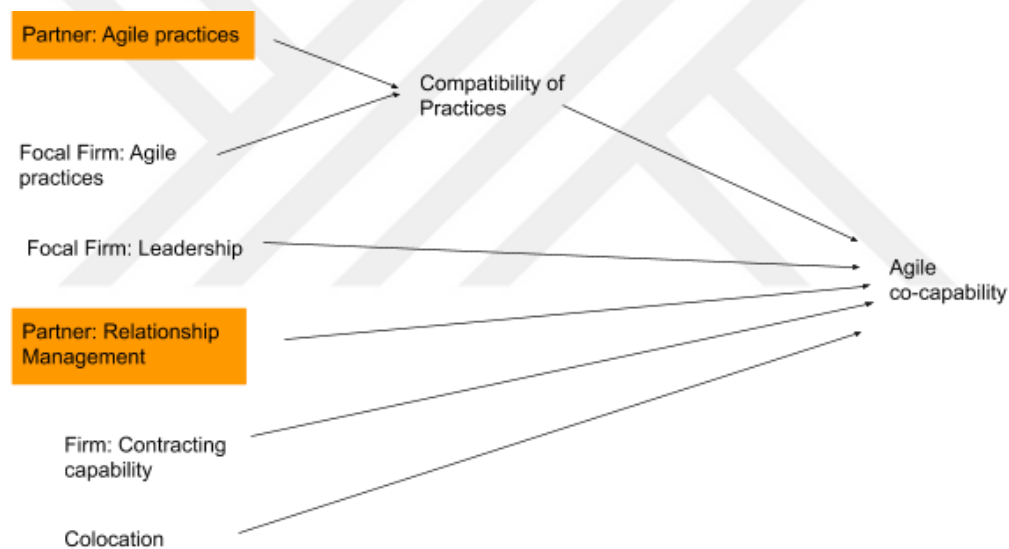 Partner: Agile practices
Compatibility of
Practices
Focal Firm: Agile
practices
Focal Firm: Leadership
Agile
co-capability
Partner: Relationship
Management
Firm: Contracting
capability
Colocation